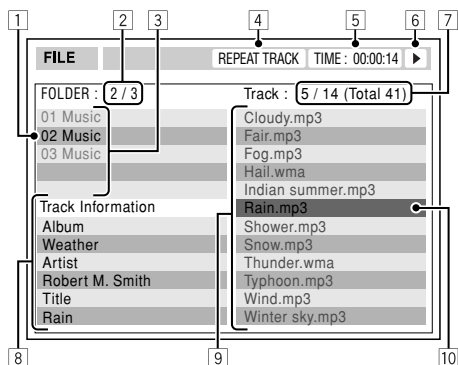 1 2 3 4 5 6 7
FILE REPEAT TRACK TIME : 00:00:14
FOLDER : 2 / 3 Track : 5 / 14 (Total 41)
01 Music
02 Music
03 Music
Track Information
Album
Weather
Artist
Robert M. Smith
Title
Rain
Cloudy.mp3
Fair.mp3
Fog.mp3
Hail.wma
Indian summer.mp3
Rain.mp3
Shower.mp3
Snow.mp3
Thunder.wma
Typhoon.mp3
Wind.mp3
Winter sky.mp3
8 9 10